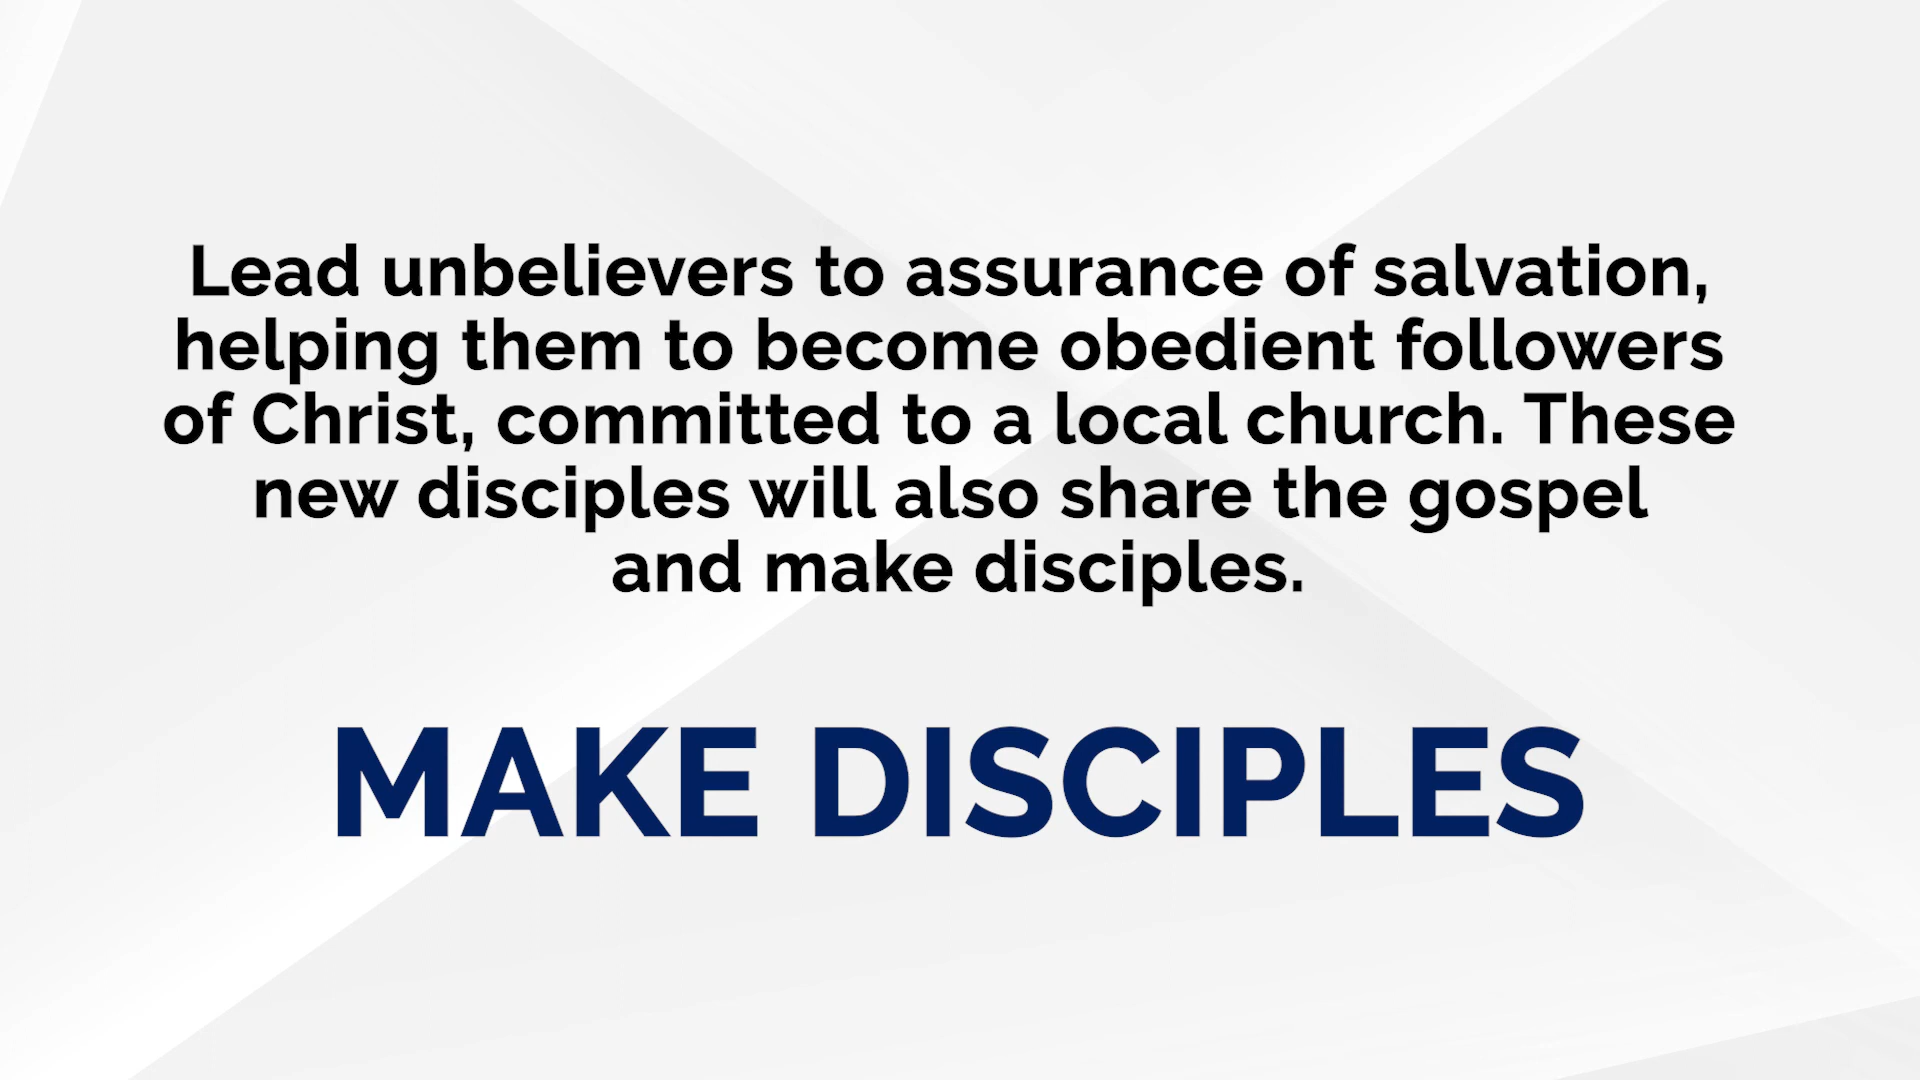 Lead unbelievers to assurance of salvation,
helping them to become obedient followers
of Christ, committed to a local church. These
new disciples will also share the gospel
and make disciples.
MAKE DISCIPLES